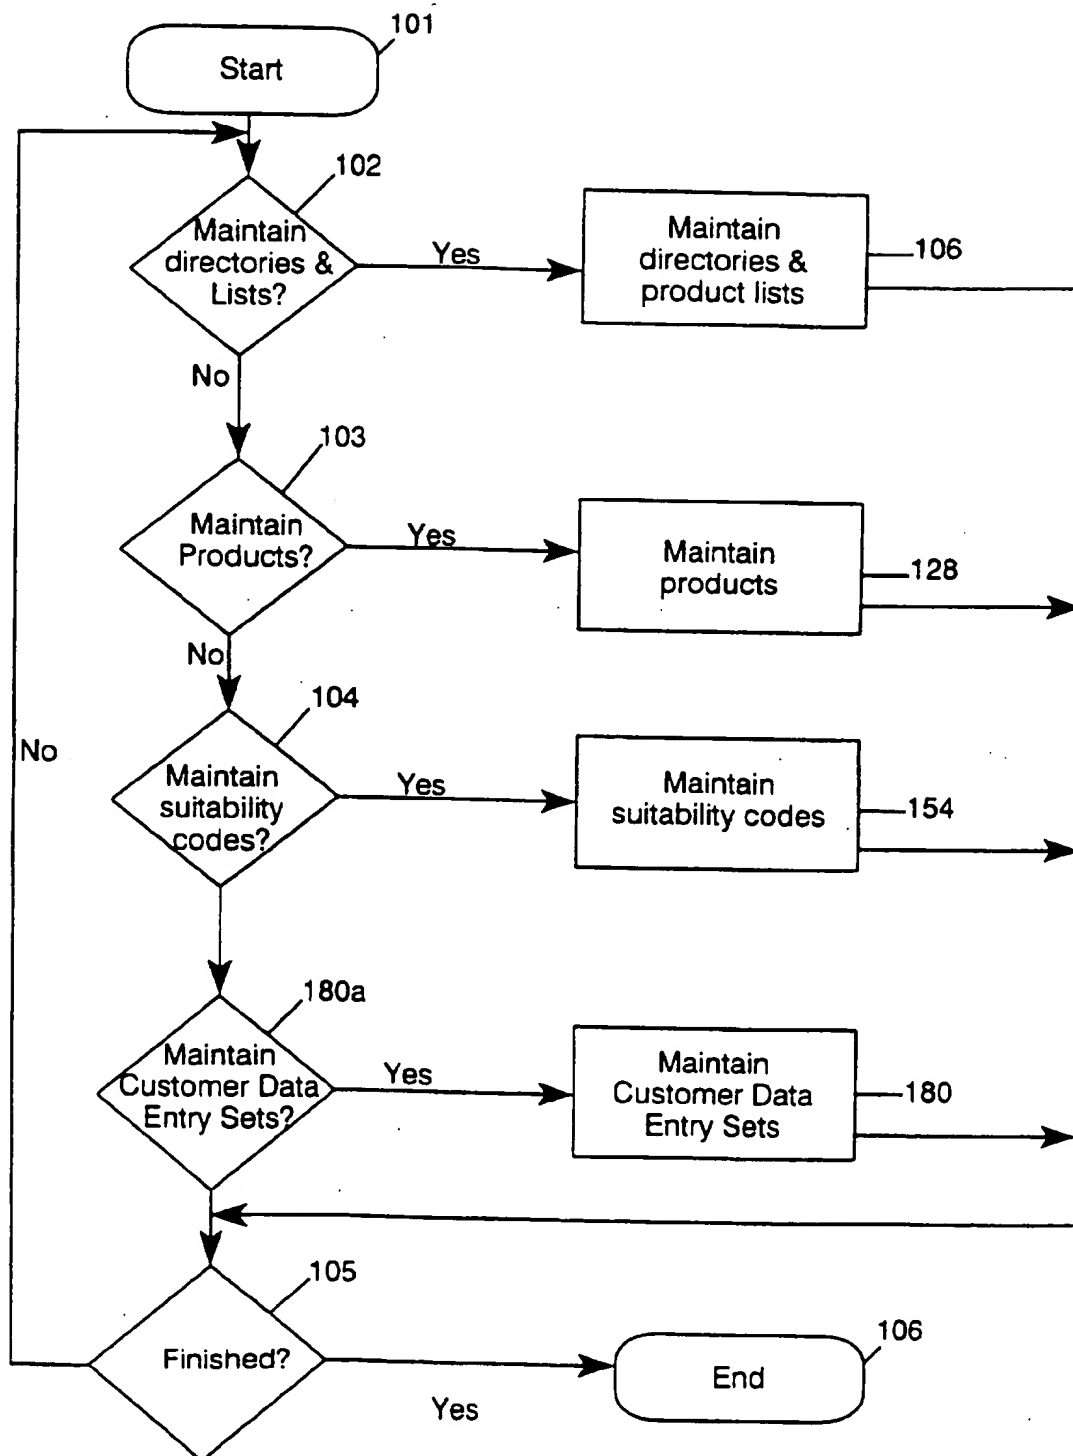 101
Start
102
Maintain
directories &
Lists?
Yes
Maintain
directories &
product lists
106
No
103
Maintain
Products?
Yes
Maintain
products
128
No
104
Maintain
suitability
codes?
Yes
Maintain
suitability codes
154
No
180a
Maintain
Customer Data
Entry Sets?
Yes
Maintain
Customer Data
Entry Sets
180
105
Finished?
Yes
106
End